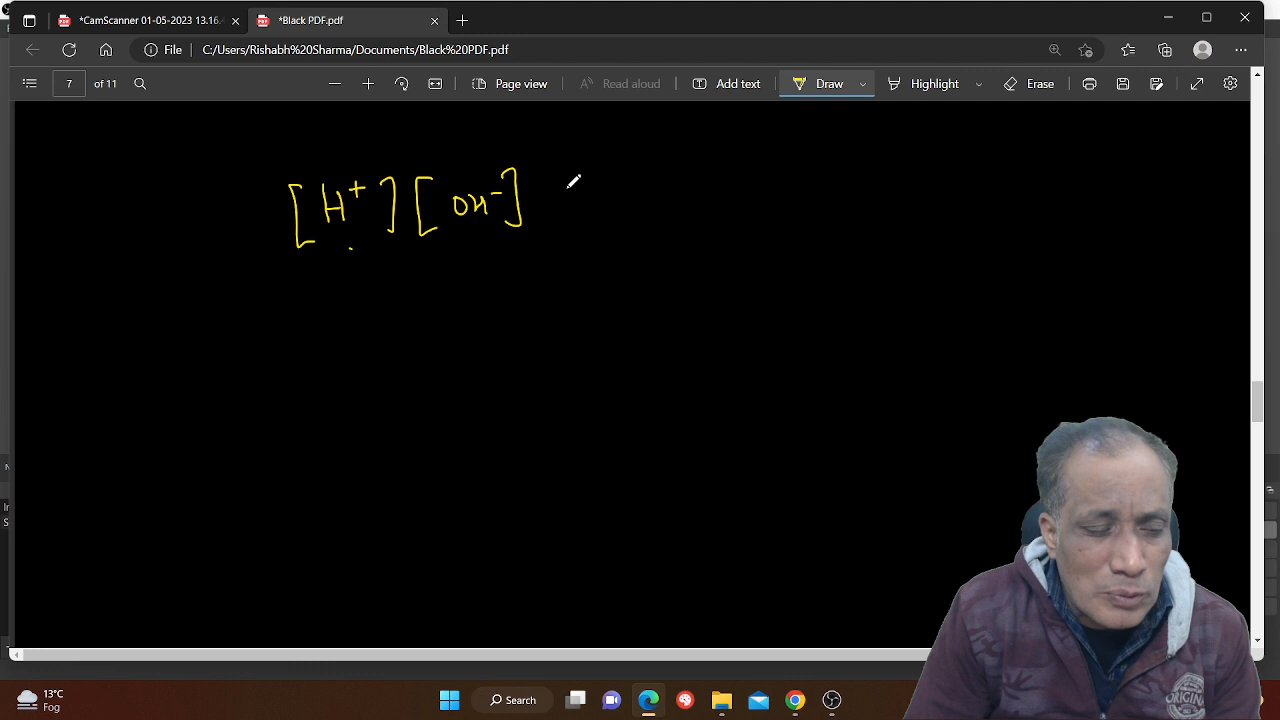 *CamScanner 01-05-2023 13.16.
*Black PDF.pdf
File C:/Users/Rishabh%20Sharma/Documents/Black%20PDF.pdf
7 of 11 Page view Read aloud Add text Draw Highlight Erase
[H+][OH-]
ORIGINAL
13°C
Fog
Search